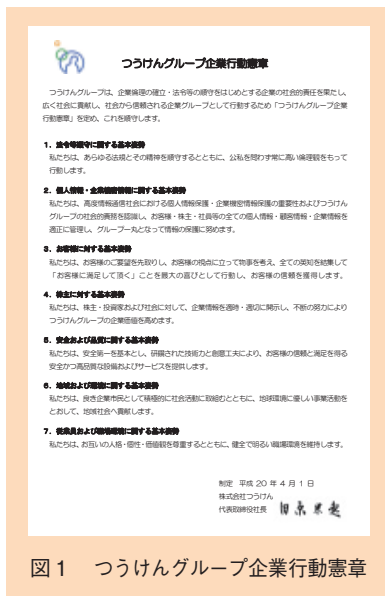 つうけんグループ企業行動憲章
つうけんグループは、企業倫理の確立・法令等の順守をはじめとする企業の社会的責任を果たし、
広く社会に貢献し、社会から信頼される企業グループとして行動するため「つうけんグループ企業
行動憲章」を定め、これを順守します。
1．法令等順守に関する基本姿勢
私たちは、あらゆる法規とその精神を順守するとともに、公私を問わず常に高い倫理観をもって
行動します。
2．個人情報・企業機密情報に関する基本姿勢
私たちは、高度情報通信社会における個人情報保護・企業機密情報保護の重要性およびつうけん
グループの社会的責務を認識し、お客様・株主・社員等の全ての個人情報・顧客情報・企業情報を
適正に管理し、グループ一丸となって情報の保護に努めます。
3．お客様に対する基本姿勢
私たちは、お客様のご要望を先取りし、お客様の視点に立って物事を考え、全ての英知を結集して
「お客様に満足して頂く」ことを最大の喜びとして行動し、お客様の信頼を獲得します。
4．株主に対する基本姿勢
私たちは、株主・投資家および社会に対して、企業情報を適時・適切に開示し、不断の努力により
つうけんグループの企業価値を高めます。
5．安全および品質に関する基本姿勢
私たちは、安全第一を基本とし、研鑽された技術力と創意工夫により、お客様の信頼と満足を得る
安全かつ高品質な設備およびサービスを提供します。
6．地域および環境に関する基本姿勢
私たちは、良き企業市民として積極的に社会活動に取組むとともに、地球環境に優しい事業活動を
とおして、地域社会へ貢献します。
7．従業員および職場環境に関する基本姿勢
私たちは、お互いの人格・個性・価値観を尊重するとともに、健全で明るい職場環境を維持します。
制定 平成20年4月1日
株式会社つうけん
代表取締役社長
図1 つうけんグループ企業行動憲章